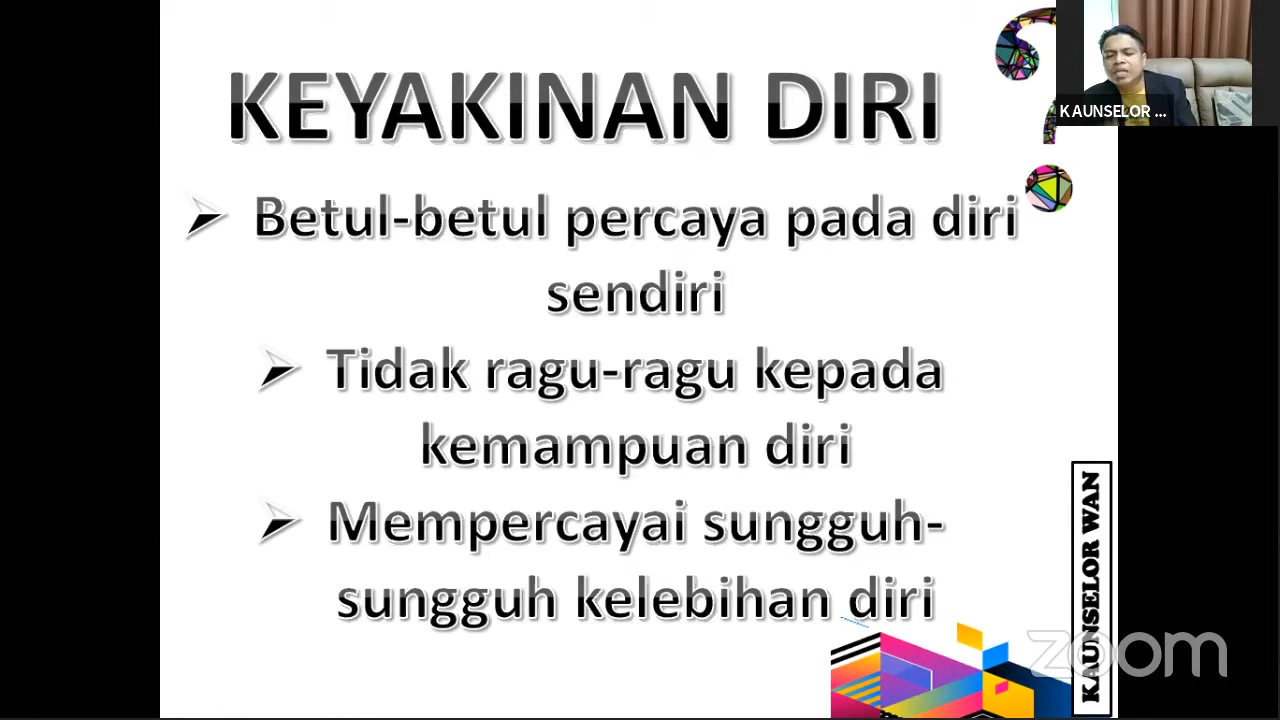 KEYAKINAN DIRI
KAUNSELOR ...
➢ Betul-betul percaya pada diri
sendiri
➢ Tidak ragu-ragu kepada
kemampuan diri
➢ Mempercayai sungguh-
sungguh kelebihan diri
KAUNSELOR WAN
zoom